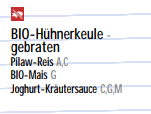 BIO-Hühnerkeule -
gebraten
Pilaw-Reis A,C
BIO-Mais G
Joghurt-Kräutersauce C,G,M